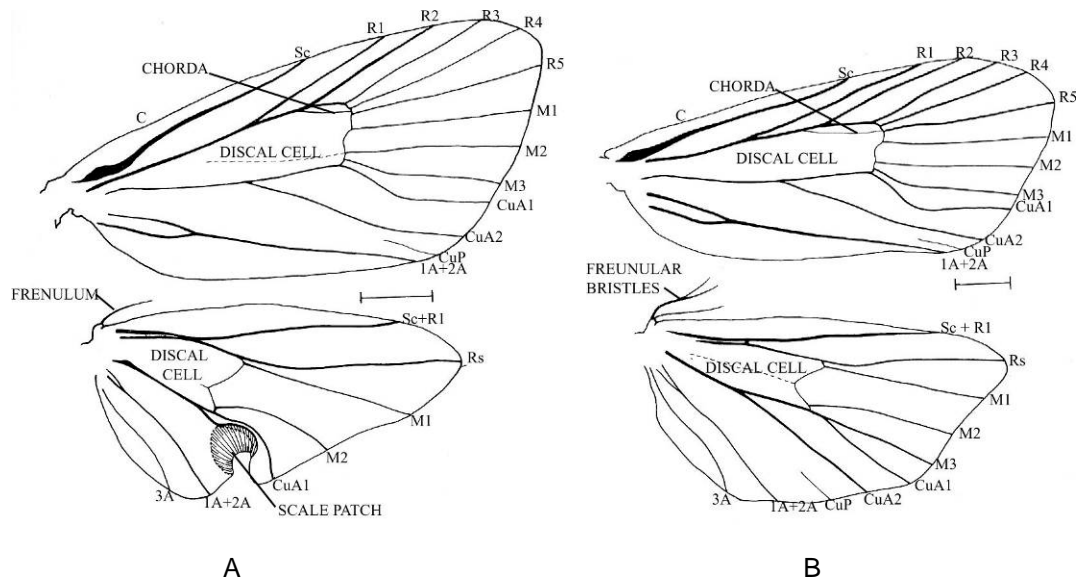 R1
R2
R3
R4
R5
Sc
CHORDA
C
M1
DISCAL CELL
M2
M3
CuA1
CuA2
CuP
1A+2A
FRENULUM
Sc+R1
DISCAL
CELL
Rs
M1
M2
CuA1
3A
1A+2A
SCALE PATCH
A
R1
R2
R3
R4
R5
Sc
CHORDA
C
M1
DISCAL CELL
M2
M3
CuA1
CuA2
CuP
1A+2A
FREUNULAR
BRISTLES
Sc + R1
DISCAL CELL
Rs
M1
M2
M3
CuA1
CuA2
CuP
1A+2A
3A
B